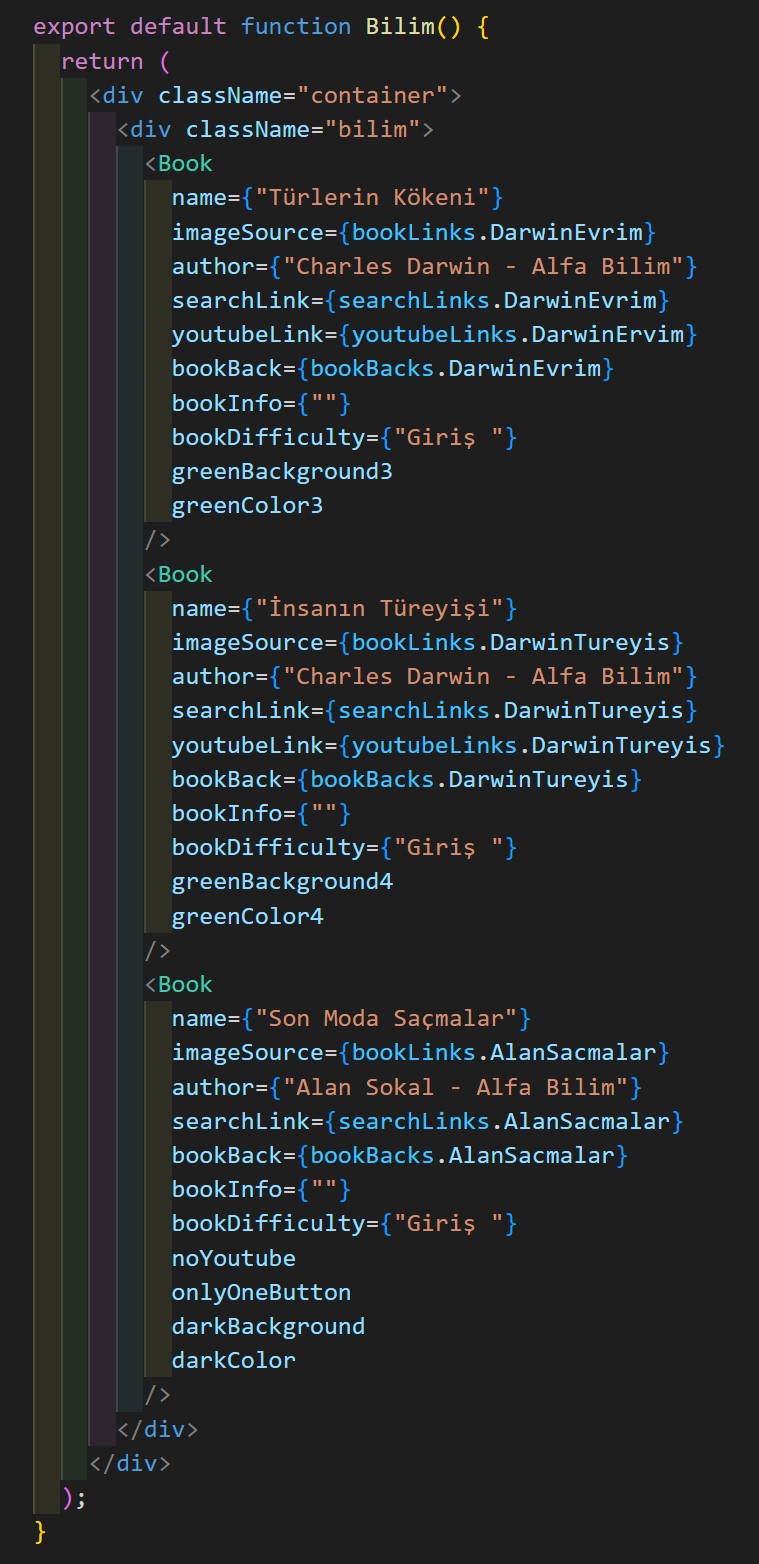 export default function Bilim() {
return (
<div className="container">
<div className="bilim">
<Book
name={"Türlerin Kökeni"}
imageSource={bookLinks.DarwinEvrim}
author={"Charles Darwin - Alfa Bilim"}
searchLink={searchLinks.DarwinEvrim}
youtubeLink={youtubeLinks.DarwinErvim}
bookBack={bookBacks.DarwinEvrim}
bookInfo={""}
bookDifficulty={"Giriş "}
greenBackground3
greenColor3
/>
<Book
name={"İnsanın Türeyişi"}
imageSource={bookLinks.DarwinTureyis}
author={"Charles Darwin - Alfa Bilim"}
searchLink={searchLinks.DarwinTureyis}
youtubeLink={youtubeLinks.DarwinTureyis}
bookBack={bookBacks.DarwinTureyis}
bookInfo={""}
bookDifficulty={"Giriş "}
greenBackground4
greenColor4
/>
<Book
name={"Son Moda Saçmalar"}
imageSource={bookLinks.AlanSacmalar}
author={"Alan Sokal - Alfa Bilim"}
searchLink={searchLinks.AlanSacmalar}
bookBack={bookBacks.AlanSacmalar}
bookInfo={""}
bookDifficulty={"Giriş "}
noYoutube
onlyOneButton
darkBackground
darkColor
/>
</div>
</div>
);
}